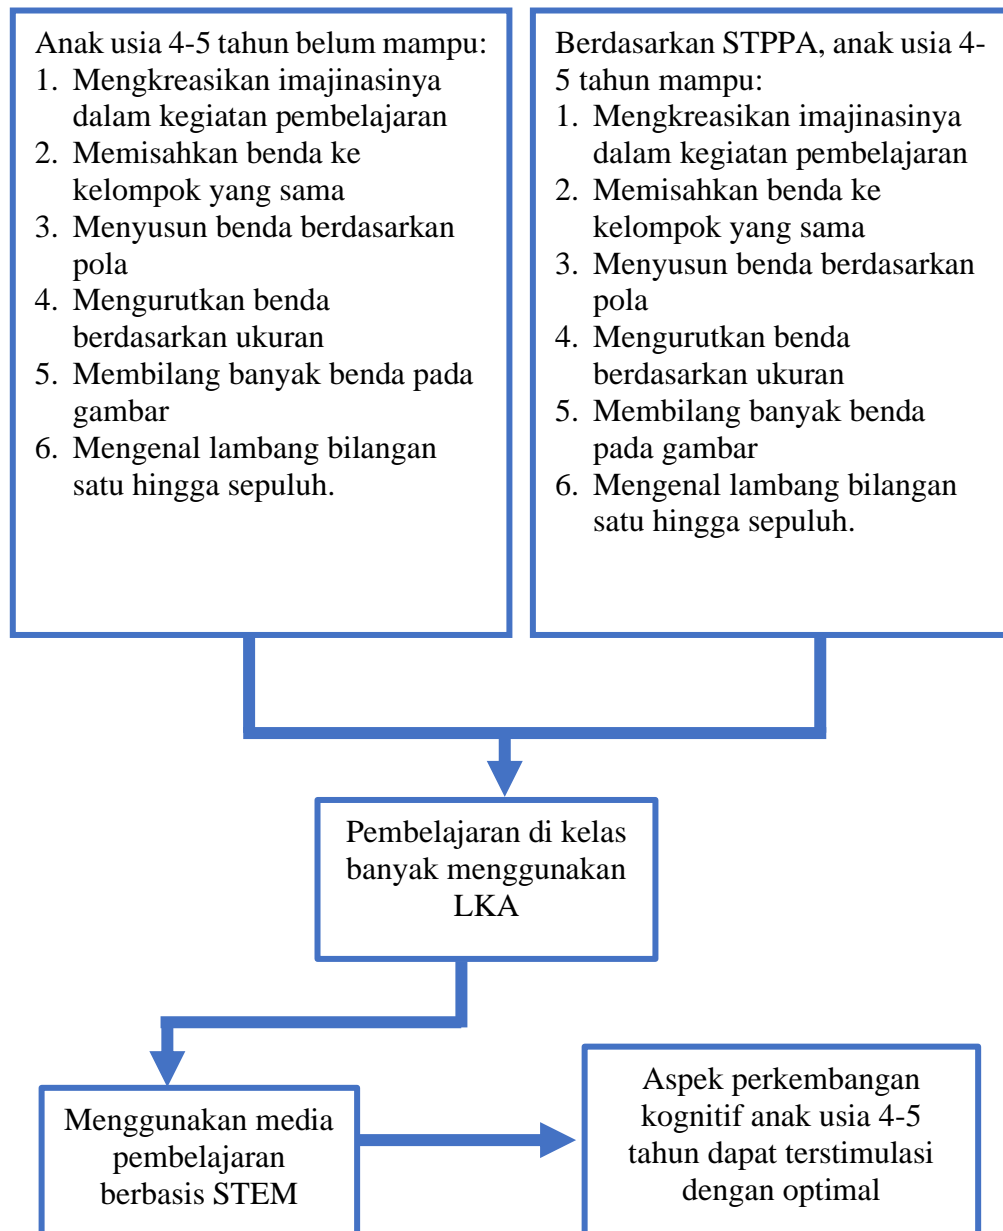 Anak usia 4-5 tahun belum mampu:
1. Mengkreasikan imajinasinya
dalam kegiatan pembelajaran
2. Memisahkan benda ke
kelompok yang sama
3. Menyusun benda berdasarkan
pola
4. Mengurutkan benda
berdasarkan ukuran
5. Membilang banyak benda pada
gambar
6. Mengenal lambang bilangan
satu hingga sepuluh.
Berdasarkan STPPA, anak usia 4-
5 tahun mampu:
1. Mengkreasikan imajinasinya
dalam kegiatan pembelajaran
2. Memisahkan benda ke
kelompok yang sama
3. Menyusun benda berdasarkan
pola
4. Mengurutkan benda
berdasarkan ukuran
5. Membilang banyak benda
pada gambar
6. Mengenal lambang bilangan
satu hingga sepuluh.
Pembelajaran di kelas
banyak menggunakan
LKA
Menggunakan media
pembelajaran
berbasis STEM
Aspek perkembangan
kognitif anak usia 4-5
tahun dapat terstimulasi
dengan optimal